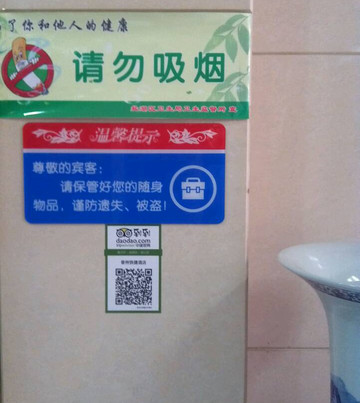 了你和他人的健康
请勿吸烟
温馨提示
尊敬的宾客：
请保管好您的随身
物品、谨防遗失、被盗！
daodao.com